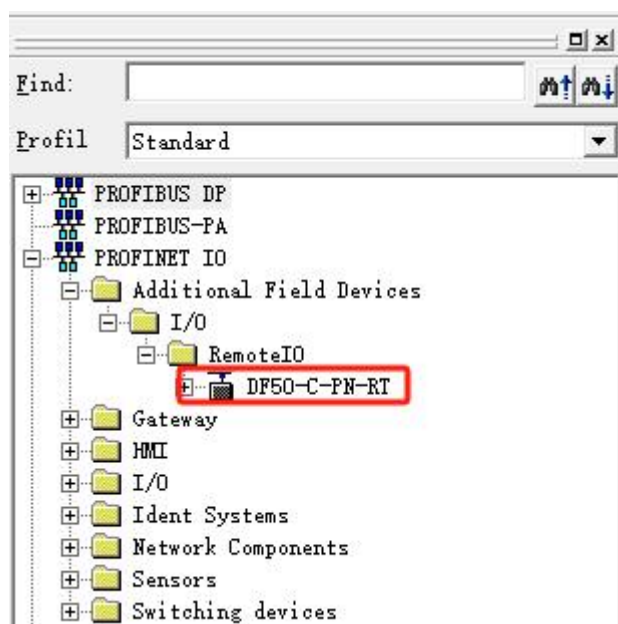 Find:
Profil Standard
PROFIBUS DP
PROFIBUS-PA
PROFINET IO
Additional Field Devices
I/O
RemoteIO
DF50-C-PN-RT
Gateway
HMI
I/O
Ident Systems
Network Components
Sensors
Switching devices